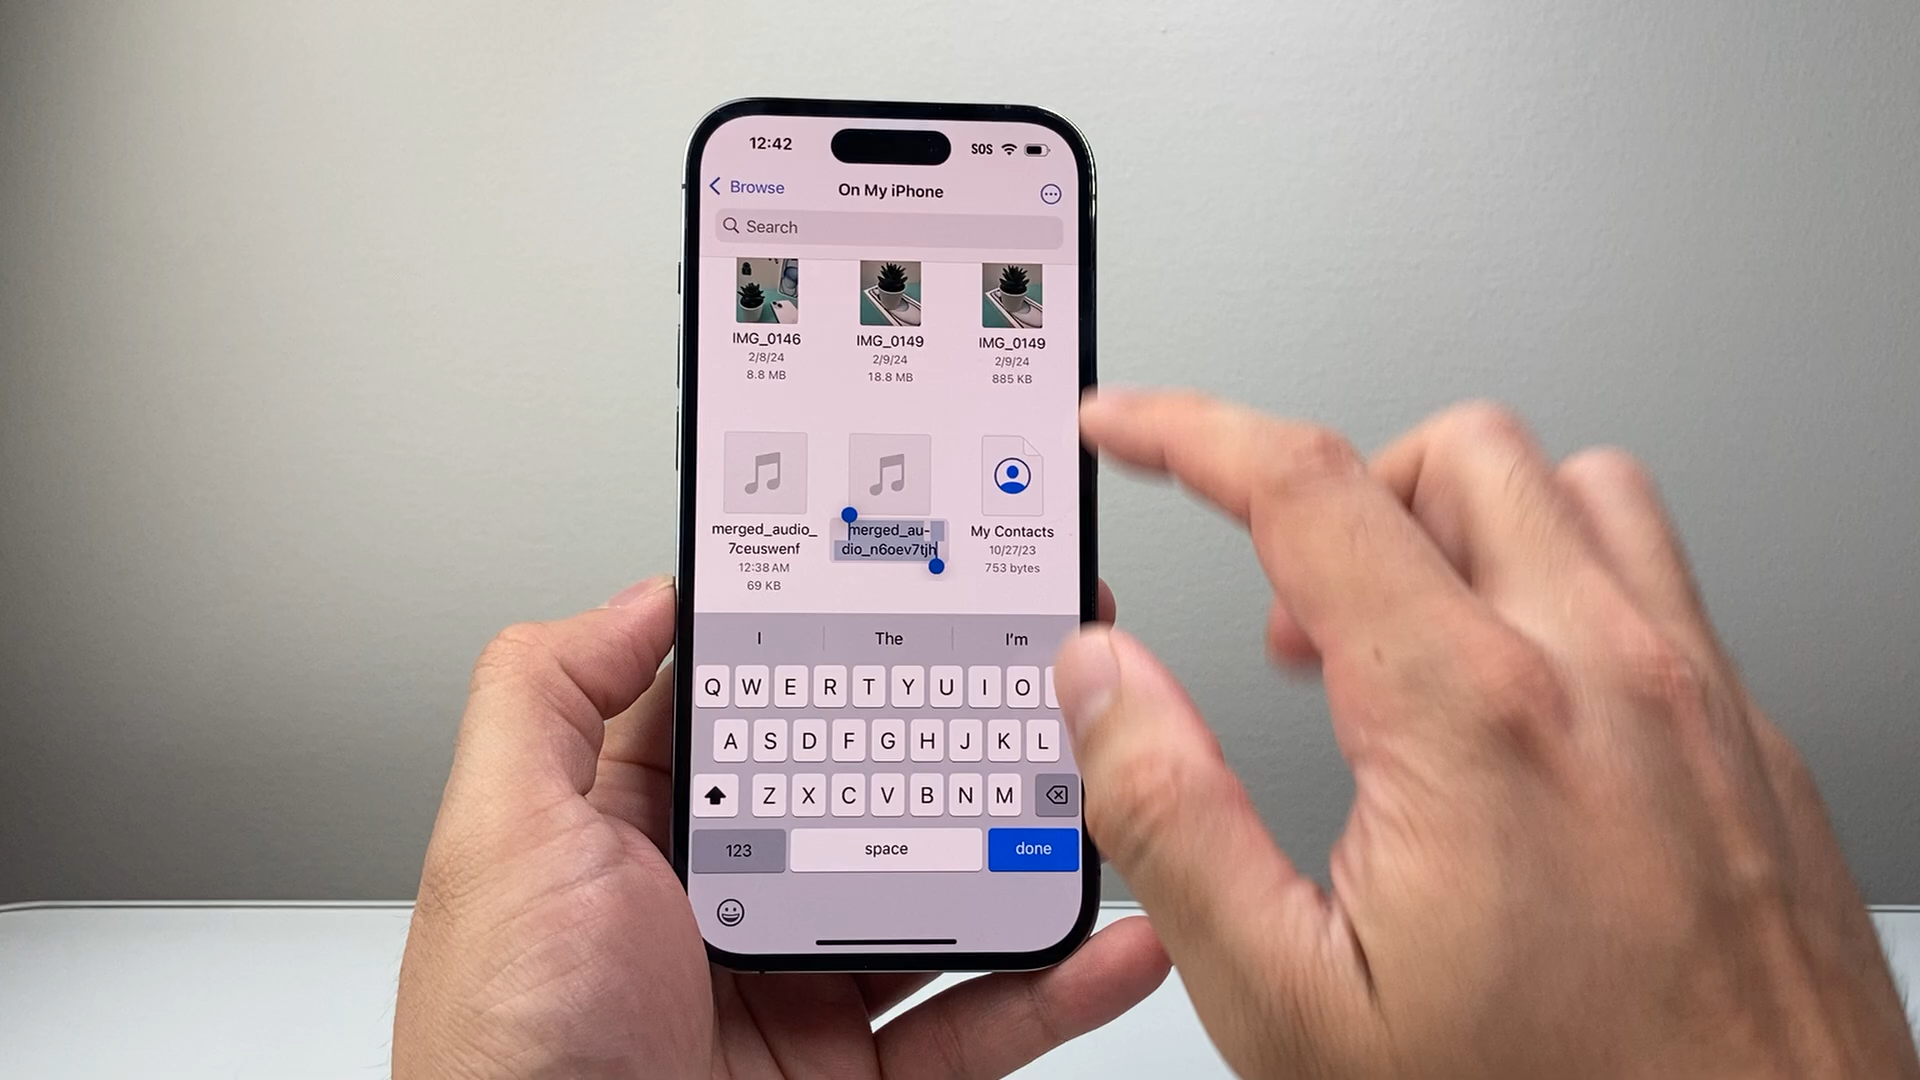 12:42
SOS
Browse
On My iPhone
Search
IMG_0146
2/8/24
8.8 MB
IMG_0149
2/9/24
18.8 MB
IMG_0149
2/9/24
885 KB
merged_audio_
7ceuswenf
12:38 AM
69 KB
merged_au-
dio_n6oev7tjh
My Contacts
10/27/23
753 bytes
I The I'm
Q W E R T Y U I O
A S D F G H J K L
Z X C V B N M
123 space done